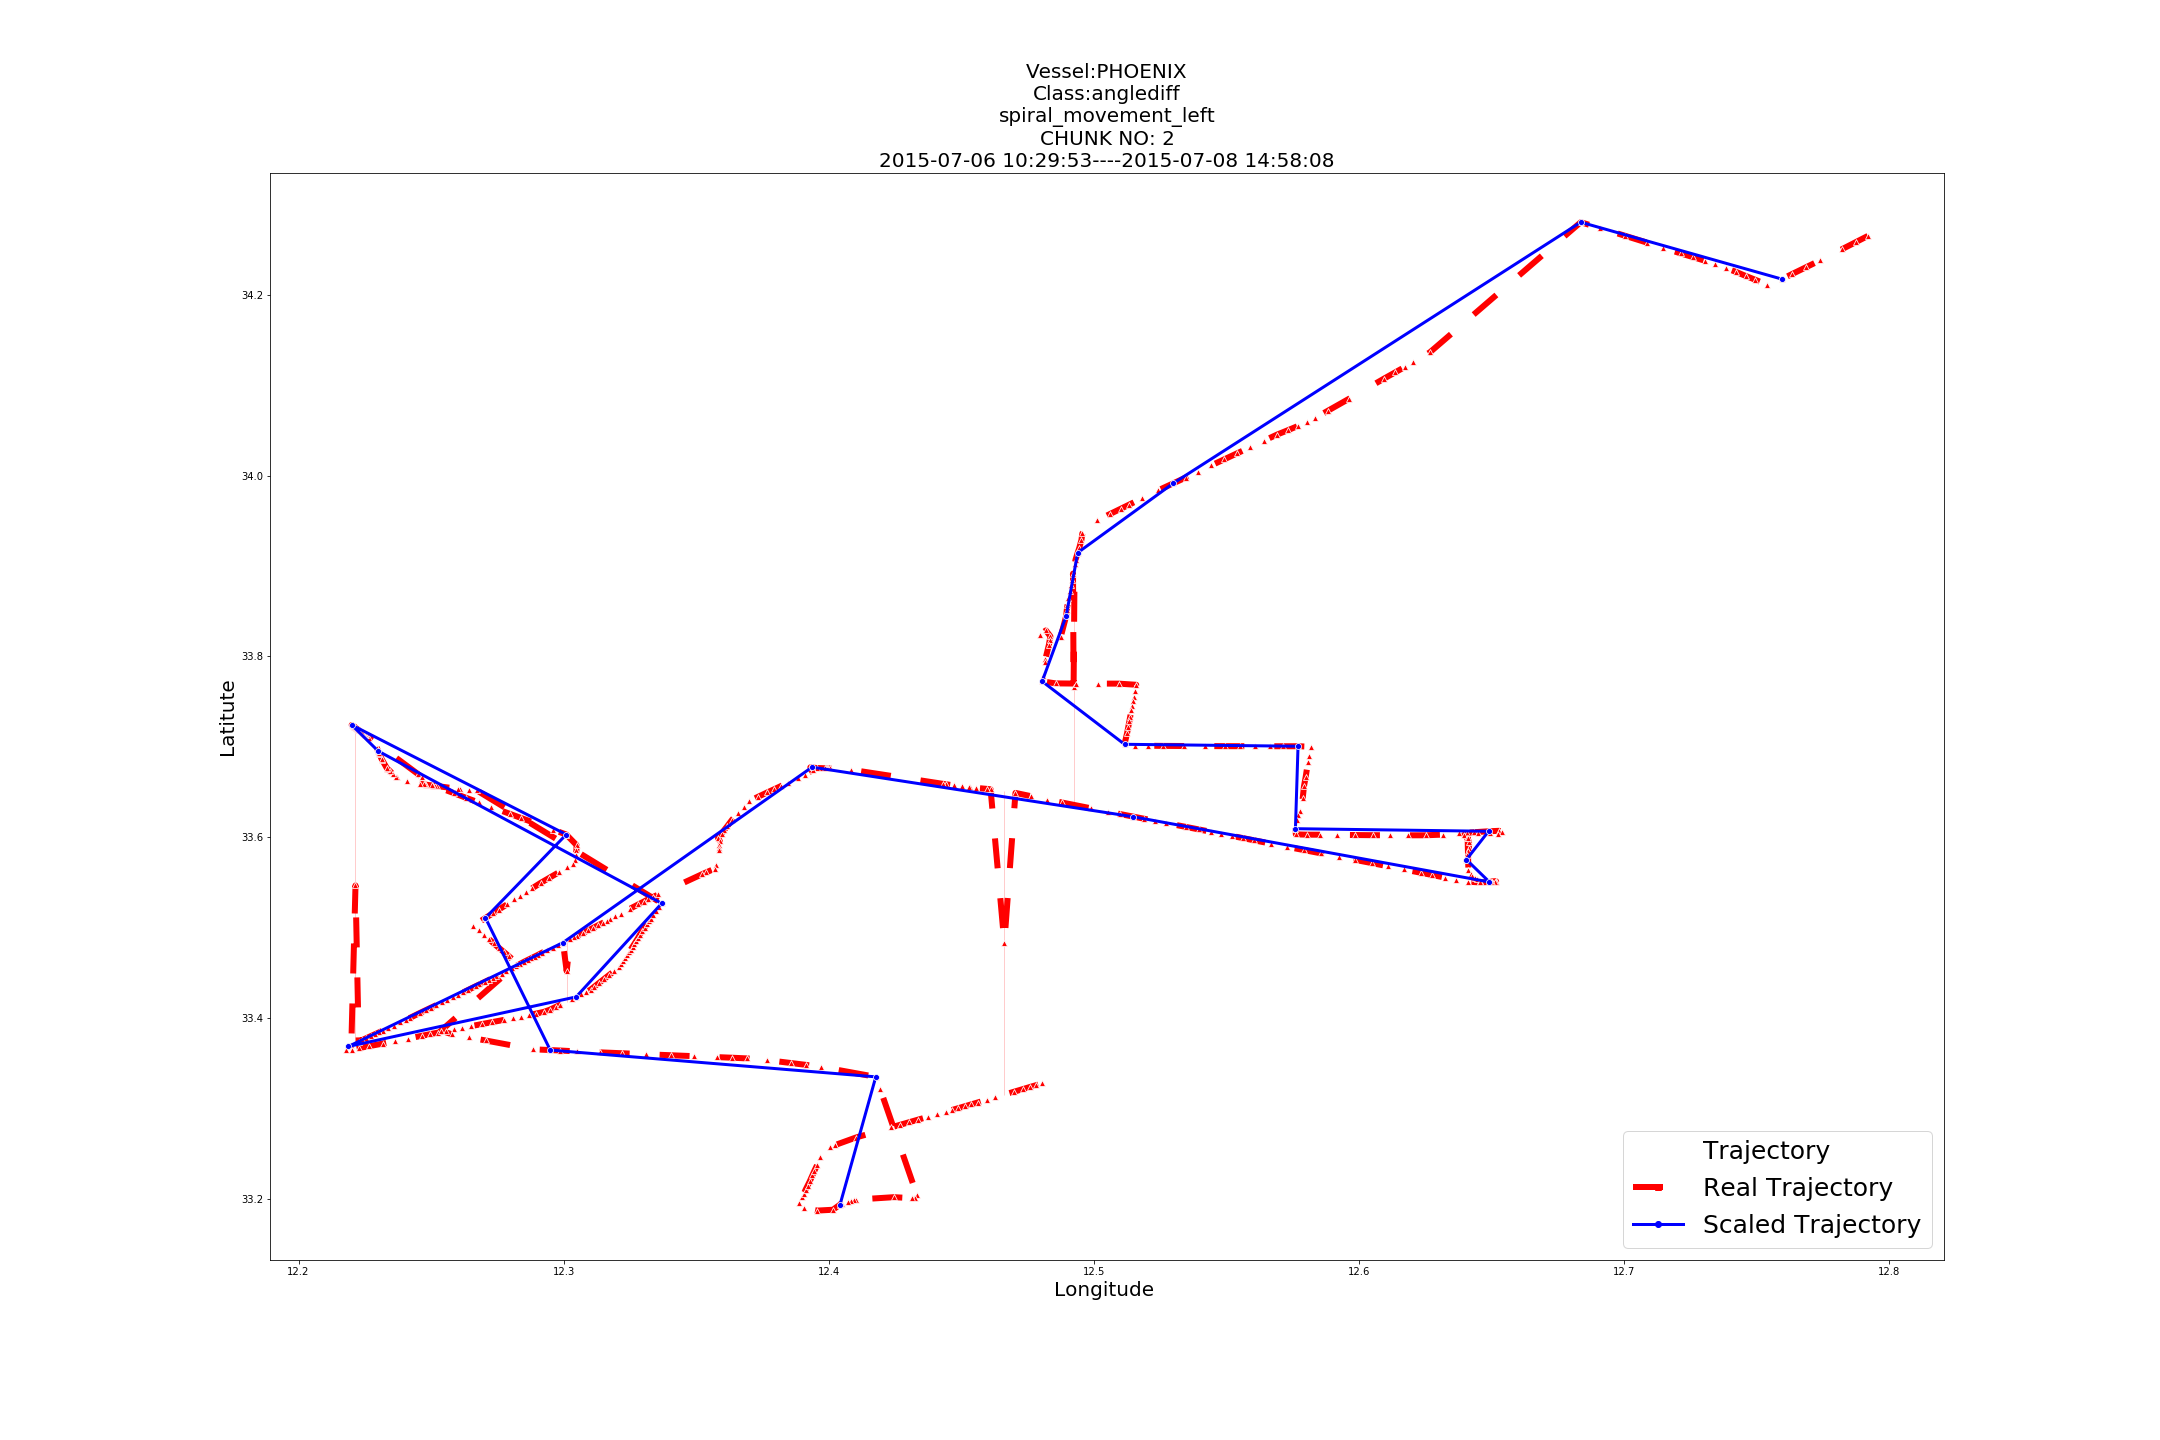 Vessel:PHOENIX
Class:anglediff
spiral_movement_left
CHUNK NO: 2
2015-07-06 10:29:53----2015-07-08 14:58:08
34.2
34.0
33.8
33.6
33.4
33.2
Latitute
12.2
12.3
12.4
12.5
12.6
12.7
12.8
Longitude
Trajectory
Real Trajectory
Scaled Trajectory